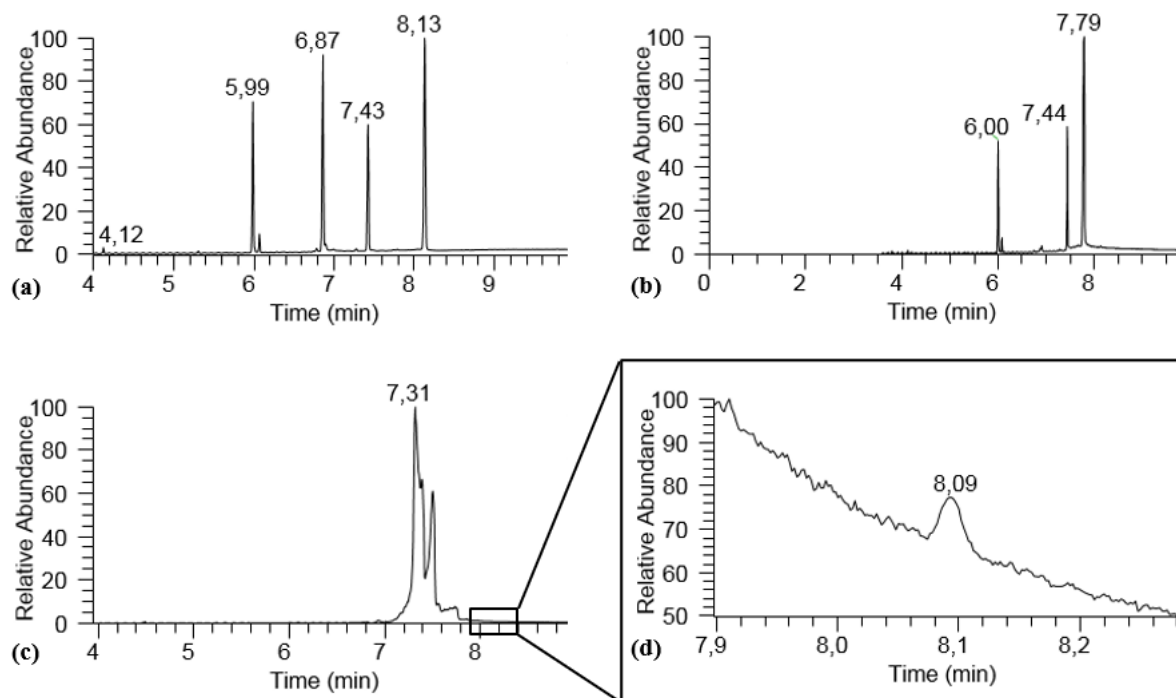 8,13
6,87
100
5,99
80
7,43
60
40
20
4,12
0
4 5 6 7 8 9
Relative Abundance
Time (min)
(a)
7,79
100
80
7,44
6,00
60
40
20
0
0 2 4 6 8
Relative Abundance
Time (min)
(b)
7,31
100
80
60
40
20
0
4 5 6 7 8
Relative Abundance
Time (min)
(c)
100
90
80
8,09
70
60
50
7,9 8,0 8,1 8,2
Relative Abundance
Time (min)
(d)